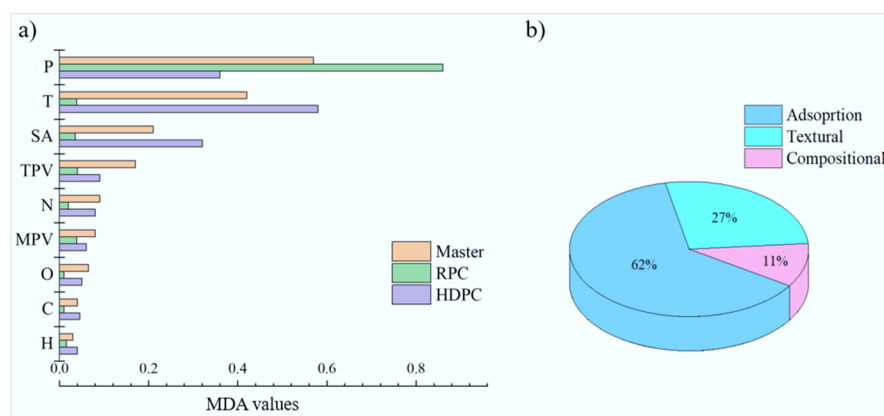 a)
P
T
SA
TPV
N
MPV
O
C
H
Master
RPC
HDPC
0.0 0.2 0.4 0.6 0.8
MDA values
b)
Adsoprtion
Textural
Compositional
27%
62%
11%